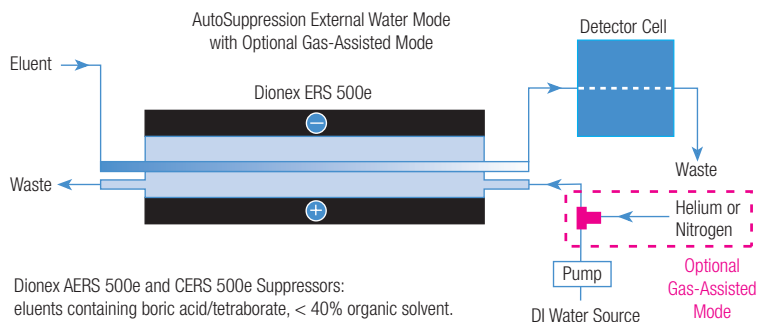 AutoSuppression External Water Mode
with Optional Gas-Assisted Mode
Detector Cell
Eluent
Dionex ERS 500e
−
Waste
Waste
+
Helium or
Nitrogen
Pump
Optional
Gas-Assisted
Mode
Dionex AERS 500e and CERS 500e Suppressors:
eluents containing boric acid/tetraborate, < 40% organic solvent.
DI Water Source